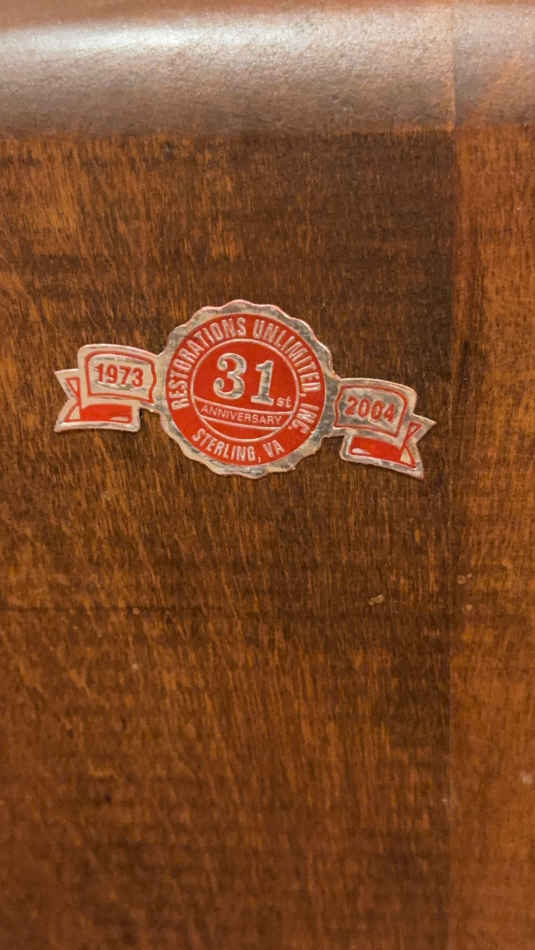 RESTORATIONS UNLIMITED, INC.
1973
31st
2004
ANNIVERSARY
STERLING, VA